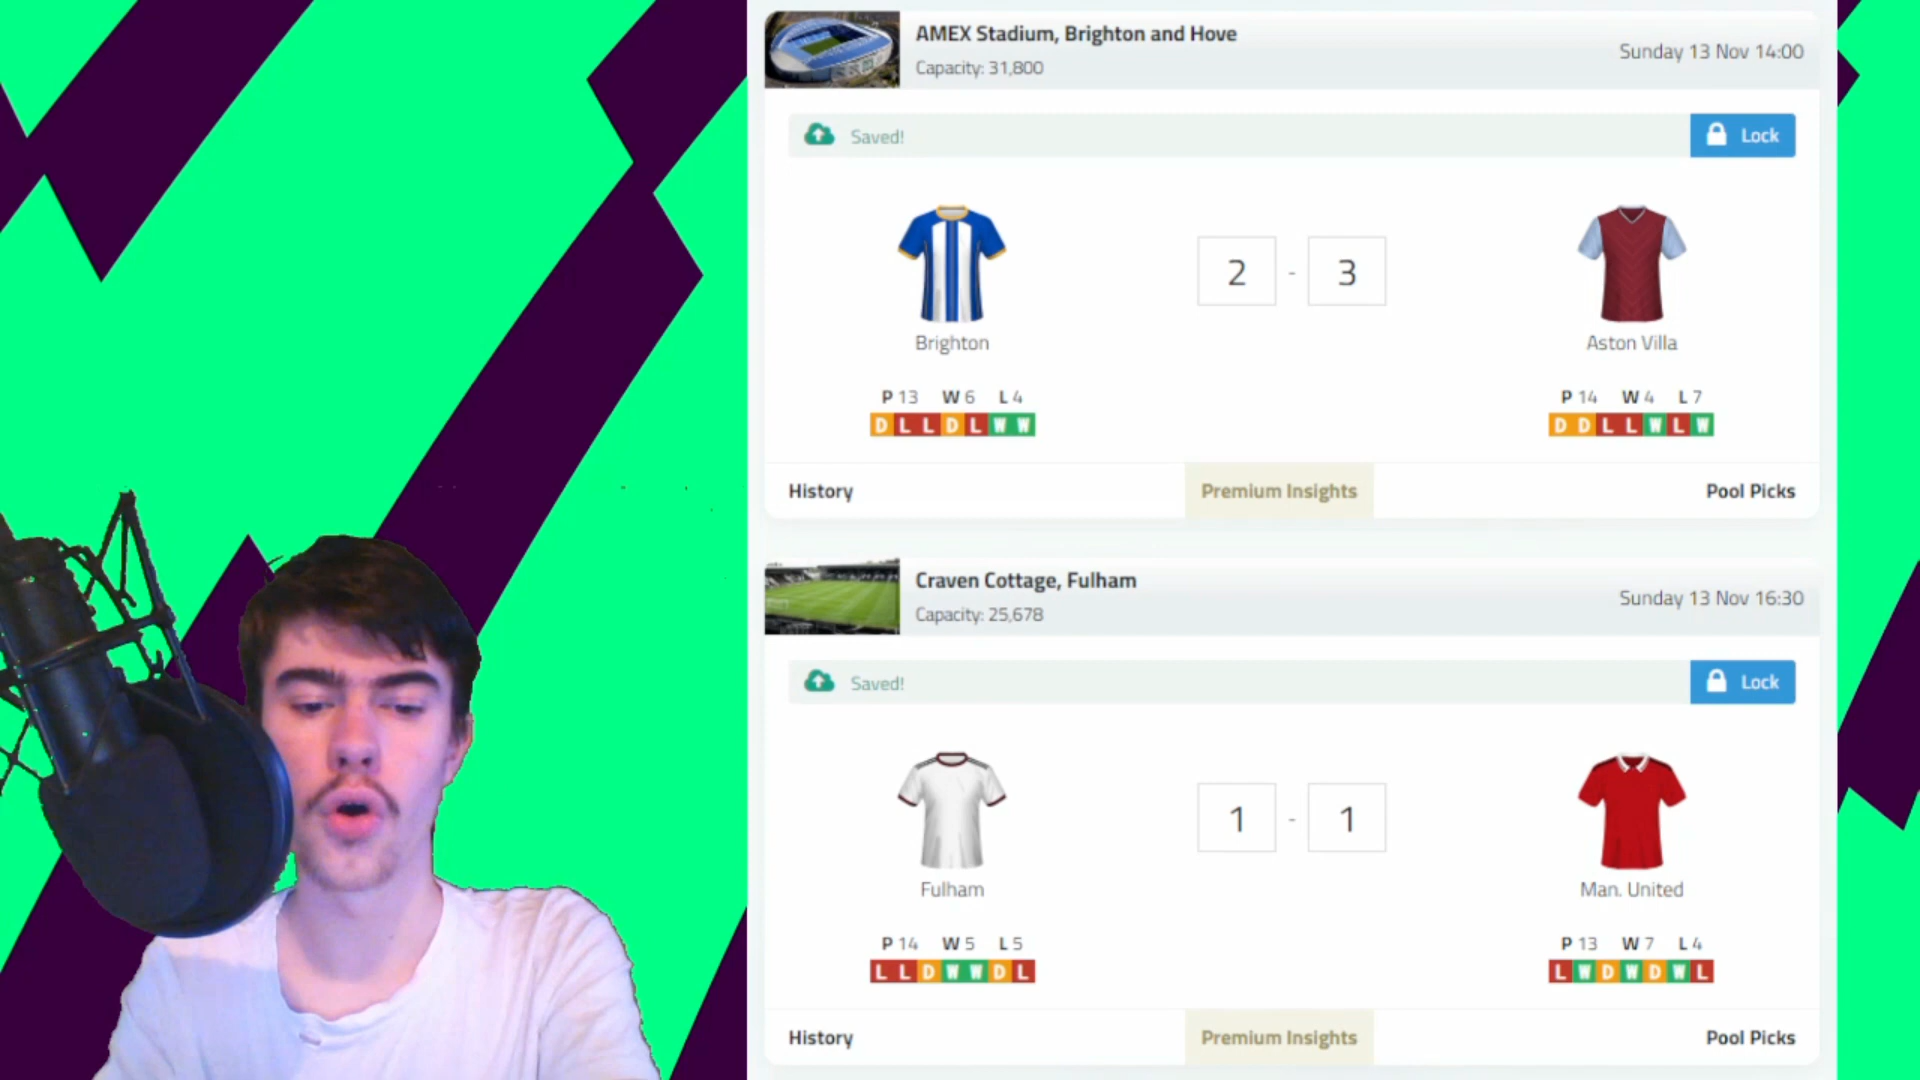 AMEX Stadium, Brighton and Hove
Capacity: 31,800
Sunday 13 Nov 14:00
Saved!
Lock
2 - 3
Brighton
Aston Villa
P 13 W 6 L 4
P 14 W 4 L 7
D L L D L W W
D D L L W L W
History
Premium Insights
Pool Picks
Craven Cottage, Fulham
Capacity: 25,678
Sunday 13 Nov 16:30
Saved!
Lock
1 - 1
Fulham
Man. United
P 14 W 5 L 5
P 13 W 7 L 4
L L D W W D L
L W D W D W L
History
Premium Insights
Pool Picks